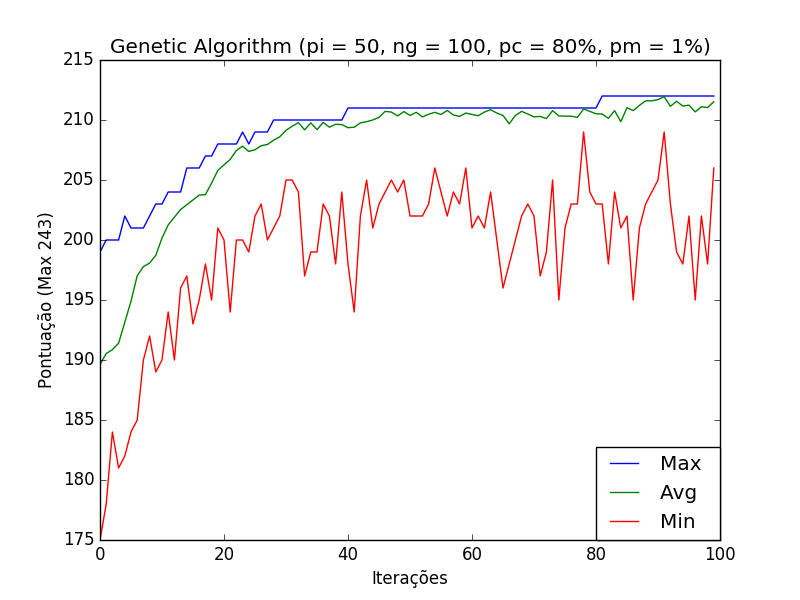 Genetic Algorithm (pi = 50, ng = 100, pc = 80%, pm = 1%)
215
210
205
200
195
190
185
180
175
Pontuação (Max 243)
0 20 40 60 80 100
Iterações
Max
Avg
Min